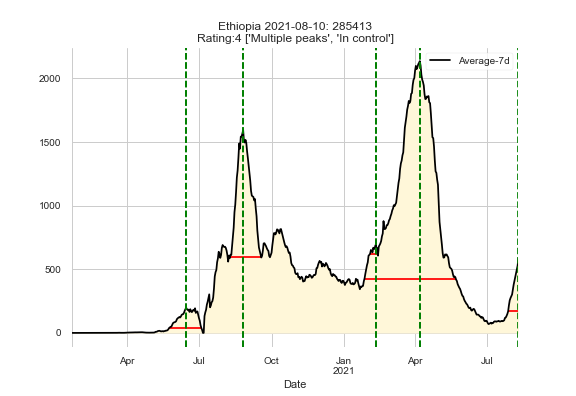 Ethiopia 2021-08-10: 285413
Rating:4 ['Multiple peaks', 'In control']
Average-7d
2000
1500
1000
500
0
Apr Jul Oct Jan Apr Jul
2021
Date